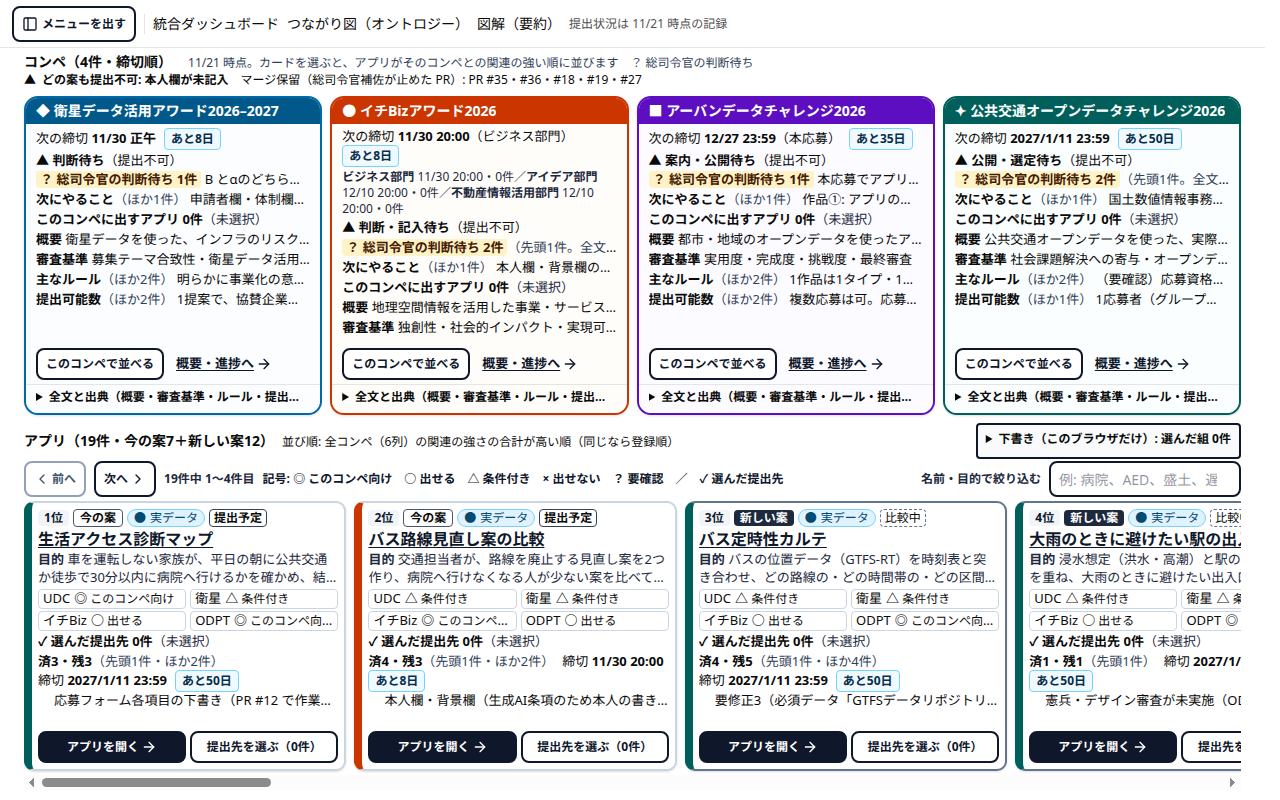 メニューを出す 統合ダッシュボード つながり図（オントロジー） 図解（要約） 提出状況は 11/21 時点の記録
コンペ（4件・締切順） 11/21 時点。カードを選ぶと、アプリがそのコンペとの関連の強い順に並びます ？ 総司令官の判断待ち
▲ どの案も提出不可: 本人欄が未記入 マージ保留（総司令官補佐が止めた PR）: PR #35・#36・#18・#19・#27
◆ 衛星データ活用アワード2026–2027
次の締切 11/30 正午 あと8日
▲ 判断待ち（提出不可）
？ 総司令官の判断待ち 1件 B とαのどちら…
次にやること（ほか1件） 申請者欄・体制欄…
このコンペに出すアプリ 0件（未選択）
概要 衛星データを使った、インフラのリスク…
審査基準 募集テーマ合致性・衛星データ活用…
主なルール（ほか2件） 明らかに事業化の意…
提出可能数（ほか2件） 1提案で、協賛企業…
このコンペで並べる 概要・進捗へ →
▶ 全文と出典（概要・審査基準・ルール・提出…
● イチBizアワード2026
次の締切 11/30 20:00（ビジネス部門）
あと8日
ビジネス部門 11/30 20:00・0件／アイデア部門
12/10 20:00・0件／不動産情報活用部門 12/10
20:00・0件
▲ 判断・記入待ち（提出不可）
？ 総司令官の判断待ち 2件（先頭1件。全文…
次にやること（ほか1件） 本人欄・背景欄の…
このコンペに出すアプリ 0件（未選択）
概要 地理空間情報を活用した事業・サービス…
審査基準 独創性・社会的インパクト・実現可…
このコンペで並べる 概要・進捗へ →
▶ 全文と出典（概要・審査基準・ルール・提出…
■ アーバンデータチャレンジ2026
次の締切 12/27 23:59（本応募） あと35日
▲ 案内・公開待ち（提出不可）
？ 総司令官の判断待ち 1件 本応募でアプリ…
次にやること（ほか1件） 作品①: アプリの…
このコンペに出すアプリ 0件（未選択）
概要 都市・地域のオープンデータを使ったア…
審査基準 実用度・完成度・挑戦度・最終審査
主なルール（ほか2件） 1作品は1タイプ・1…
提出可能数（ほか2件） 複数応募は可。応募…
このコンペで並べる 概要・進捗へ →
▶ 全文と出典（概要・審査基準・ルール・提出…
✦ 公共交通オープンデータチャレンジ2026
次の締切 2027/1/11 23:59 あと50日
▲ 公開・選定待ち（提出不可）
？ 総司令官の判断待ち 2件（先頭1件。全文…
次にやること（ほか1件） 国土数値情報事務…
このコンペに出すアプリ 0件（未選択）
概要 公共交通オープンデータを使った、実際…
審査基準 社会課題解決への寄与・オープンデ…
主なルール（ほか2件） （要確認）応募資格…
提出可能数（ほか1件） 1応募者（グループ…
このコンペで並べる 概要・進捗へ →
▶ 全文と出典（概要・審査基準・ルール・提出…
アプリ（19件・今の案7＋新しい案12） 並び順: 全コンペ（6列）の関連の強さの合計が高い順（同じなら登録順） ▶ 下書き（このブラウザだけ）: 選んだ組 0件
前へ 次へ 19件中 1〜4件目 記号: ◎ このコンペ向け ○ 出せる △ 条件付き × 出せない ？ 要確認 ／ ✓ 選んだ提出先 名前・目的で絞り込む 例: 病院、AED、盛土、遅
1位 今の案 ● 実データ 提出予定
生活アクセス診断マップ
目的 車を運転しない家族が、平日の朝に公共交通
か徒歩で30分以内に病院へ行けるかを確かめ、結…
UDC ◎ このコンペ向け 衛星 △ 条件付き
イチBiz ○ 出せる ODPT ◎ このコンペ向…
✓ 選んだ提出先 0件（未選択）
済3・残3（先頭1件・ほか2件）
締切 2027/1/11 23:59 あと50日
応募フォーム各項目の下書き（PR #12 で作業…
アプリを開く → 提出先を選ぶ（0件）
2位 今の案 ● 実データ 提出予定
バス路線見直し案の比較
目的 交通担当者が、路線を廃止する見直し案を2つ
作り、病院へ行けなくなる人が少ない案を比べて…
UDC △ 条件付き 衛星 △ 条件付き
イチBiz ◎ このコンペ… ODPT ○ 出せる
✓ 選んだ提出先 0件（未選択）
済4・残3（先頭1件・ほか2件） 締切 11/30 20:00
あと8日
本人欄・背景欄（生成AI条項のため本人の書き…
アプリを開く → 提出先を選ぶ（0件）
3位 新しい案 ● 実データ 比較中
バス定時性カルテ
目的 バスの位置データ（GTFS-RT）を時刻表と突
き合わせ、どの路線の・どの時間帯の・どの区間…
UDC △ 条件付き 衛星 △ 条件付き
イチBiz ○ 出せる ODPT ◎ このコンペ向…
✓ 選んだ提出先 0件（未選択）
済4・残5（先頭1件・ほか4件）
締切 2027/1/11 23:59 あと50日
要修正3（必須データ「GTFSデータリポジトリ…
アプリを開く → 提出先を選ぶ（0件）
4位 新しい案 ● 実データ
大雨のときに避けたい駅の出
目的 浸水想定（洪水・高潮）と駅の
を重ね、大雨のときに避けたい出入
UDC △ 条件付き 衛星 △
イチBiz ○ 出せる ODPT ◎
✓ 選んだ提出先 0件（未選択）
済1・残1（先頭1件） 締切 2027/1/
あと50日
憲兵・デザイン審査が未実施（OD
アプリを開く → 提出先